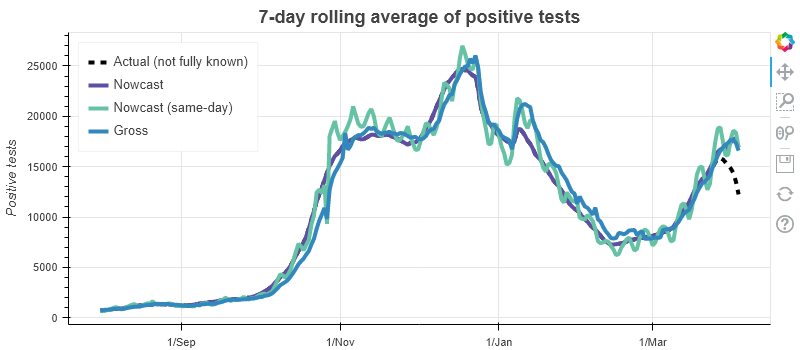 7-day rolling average of positive tests
Actual (not fully known)
Nowcast
Nowcast (same-day)
Gross
Positive tests
25000
20000
15000
10000
5000
0
1/Sep
1/Nov
1/Jan
1/Mar